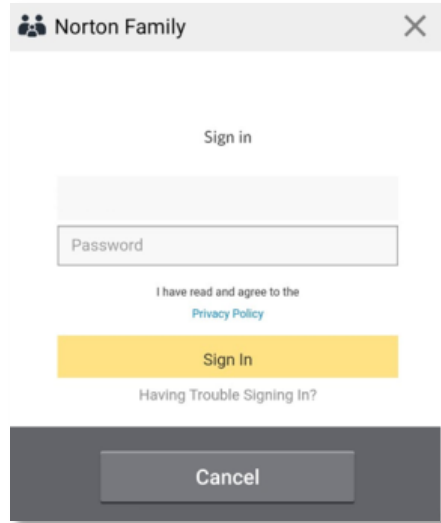 Norton Family
Sign in
Password
I have read and agree to the
Privacy Policy
Sign In
Having Trouble Signing In?
Cancel